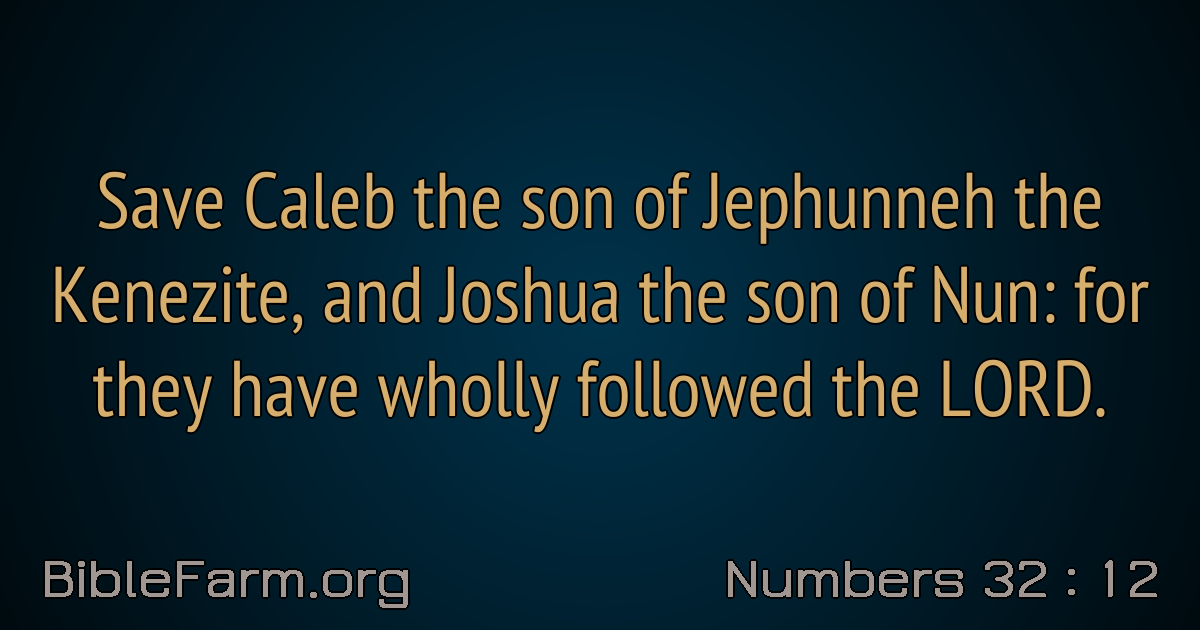 Save Caleb the son of Jephunneh the
Kenezite, and Joshua the son of Nun: for
they have wholly followed the LORD.
BibleFarm.org
Numbers 32 : 12